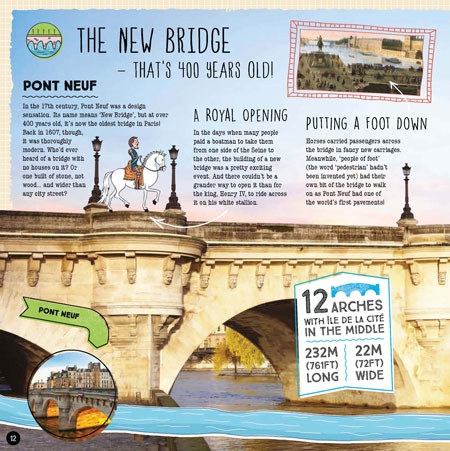 THE NEW BRIDGE
– THAT'S 400 YEARS OLD!
PONT NEUF
In the 17th century, Pont Neuf was a design
sensation. Its name means 'New Bridge', but at over
400 years old, it's now the oldest bridge in Paris!
Back in 1607, though,
it was thoroughly
modern. Who'd ever
heard of a bridge with
no houses on it? Or
one built of stone, not
wood... and wider than
any city street?
A ROYAL OPENING
In the days when many people
paid a boatman to take them
from one side of the Seine to
the other, the building of a new
bridge was a pretty exciting
event. And there couldn't be a
grander way to open it than for
the king, Henry IV, to ride across
it on his white stallion.
PUTTING A FOOT DOWN
Horses carried passengers across
the bridge in fancy new carriages.
Meanwhile, 'people of foot'
(the word 'pedestrian' hadn't
been invented yet) had their
own bit of the bridge to walk
on as Pont Neuf had one of
the world's first pavements!
12 ARCHES
WITH ÎLE DE LA CITÉ
IN THE MIDDLE
232M
(761FT)
LONG
22M
(72FT)
WIDE
PONT NEUF
12